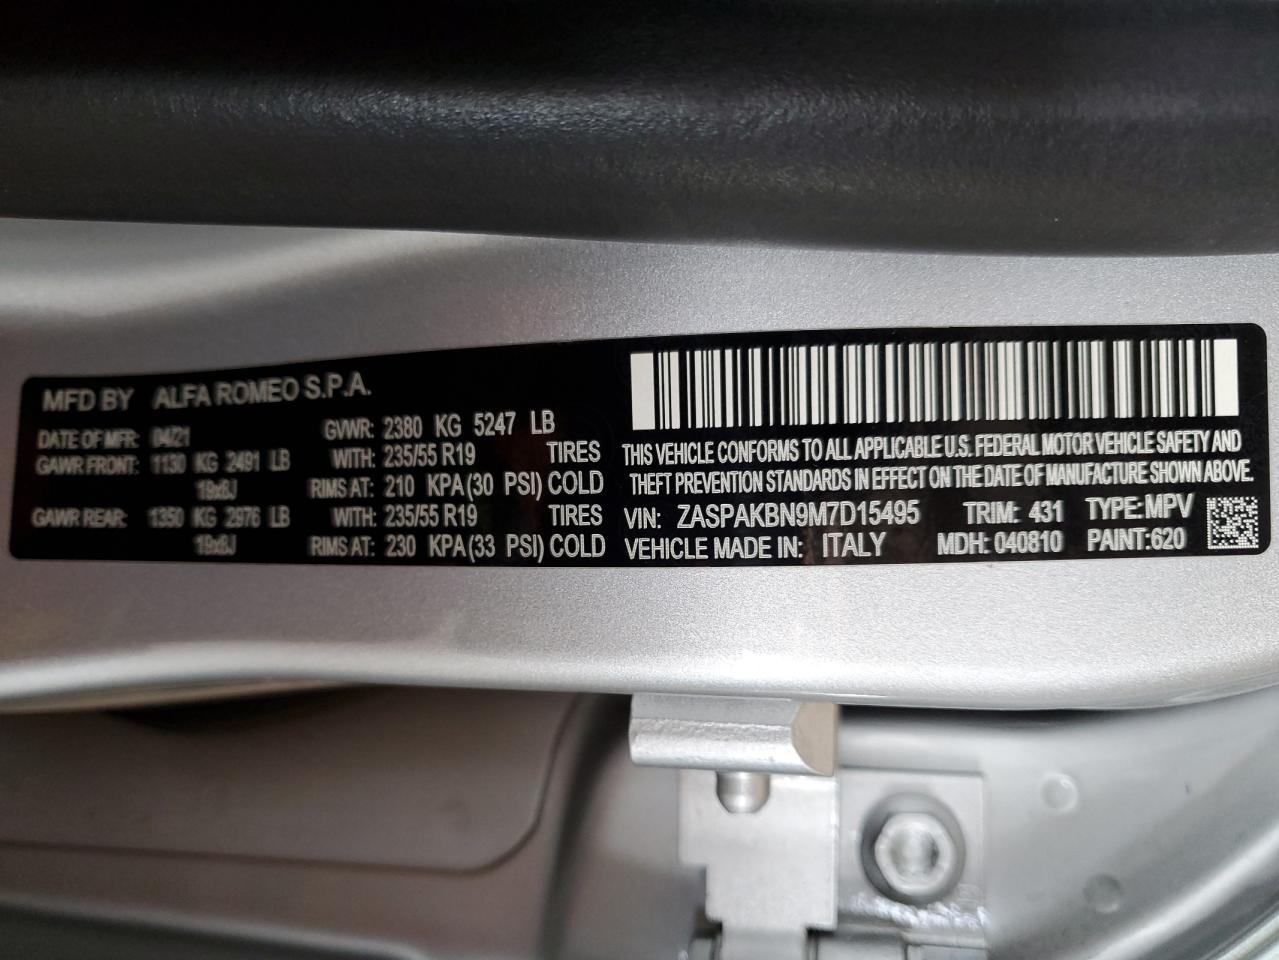 MFD BY ALFA ROMEO S.P.A.
DATE OF MFR: 04/21 GVWR: 2380 KG 5247 LB
GAWR FRONT: 1130 KG 2491 LB WITH: 235/55 R19 TIRES
19x8J RIMS AT: 210 KPA(30 PSI) COLD
GAWR REAR: 1350 KG 2976 LB WITH: 235/55 R19 TIRES
19x8J RIMS AT: 230 KPA(33 PSI) COLD
THIS VEHICLE CONFORMS TO ALL APPLICABLE U.S. FEDERAL MOTOR VEHICLE SAFETY AND
THEFT PREVENTION STANDARDS IN EFFECT ON THE DATE OF MANUFACTURE SHOWN ABOVE.
VIN: ZASPAKBN9M7D15495 TRIM: 431 TYPE: MPV
VEHICLE MADE IN: ITALY MDH: 040810 PAINT: 620